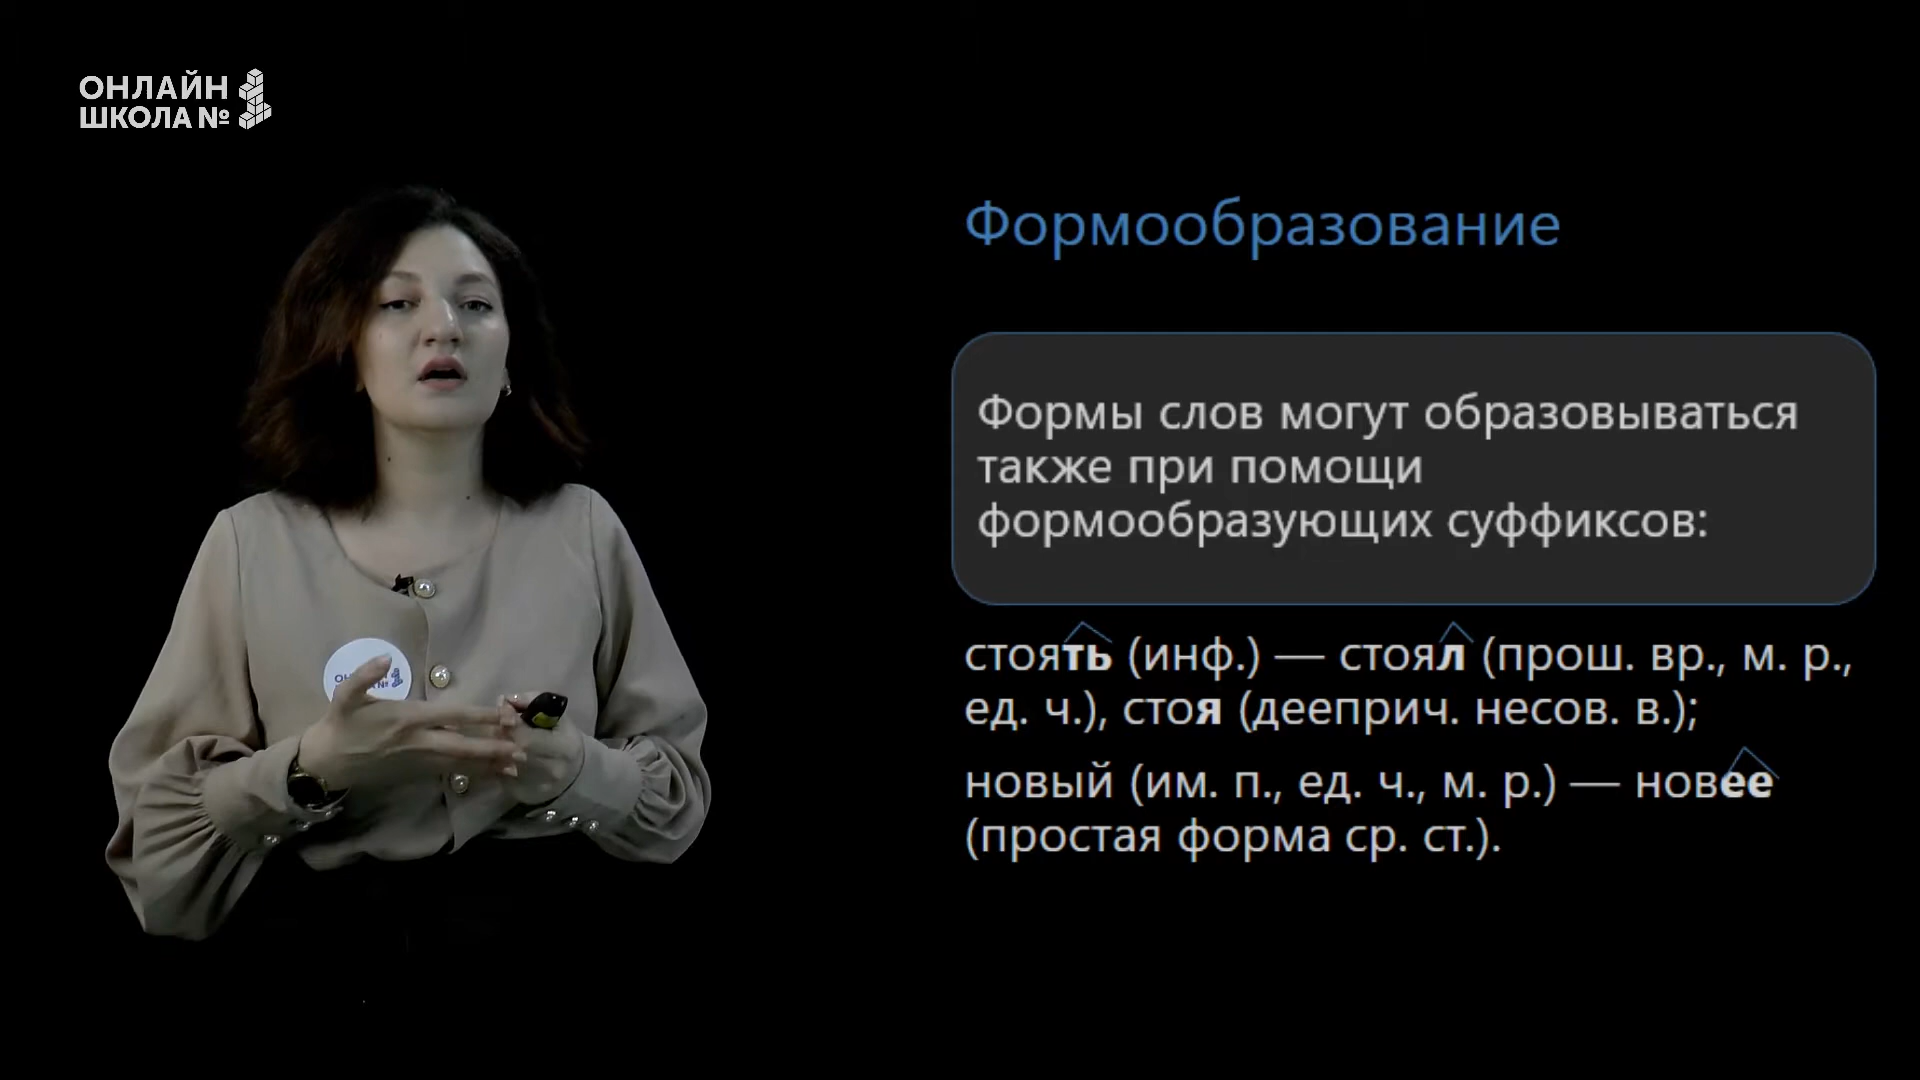 ОНЛАЙН
ШКОЛА №1
Формообразование
Формы слов могут образовываться
также при помощи
формообразующих суффиксов:
стоять (инф.) — стоял (прош. вр., м. р.,
ед. ч.), стоя (дееприч. несов. в.);
новый (им. п., ед. ч., м. р.) — новее
(простая форма ср. ст.).